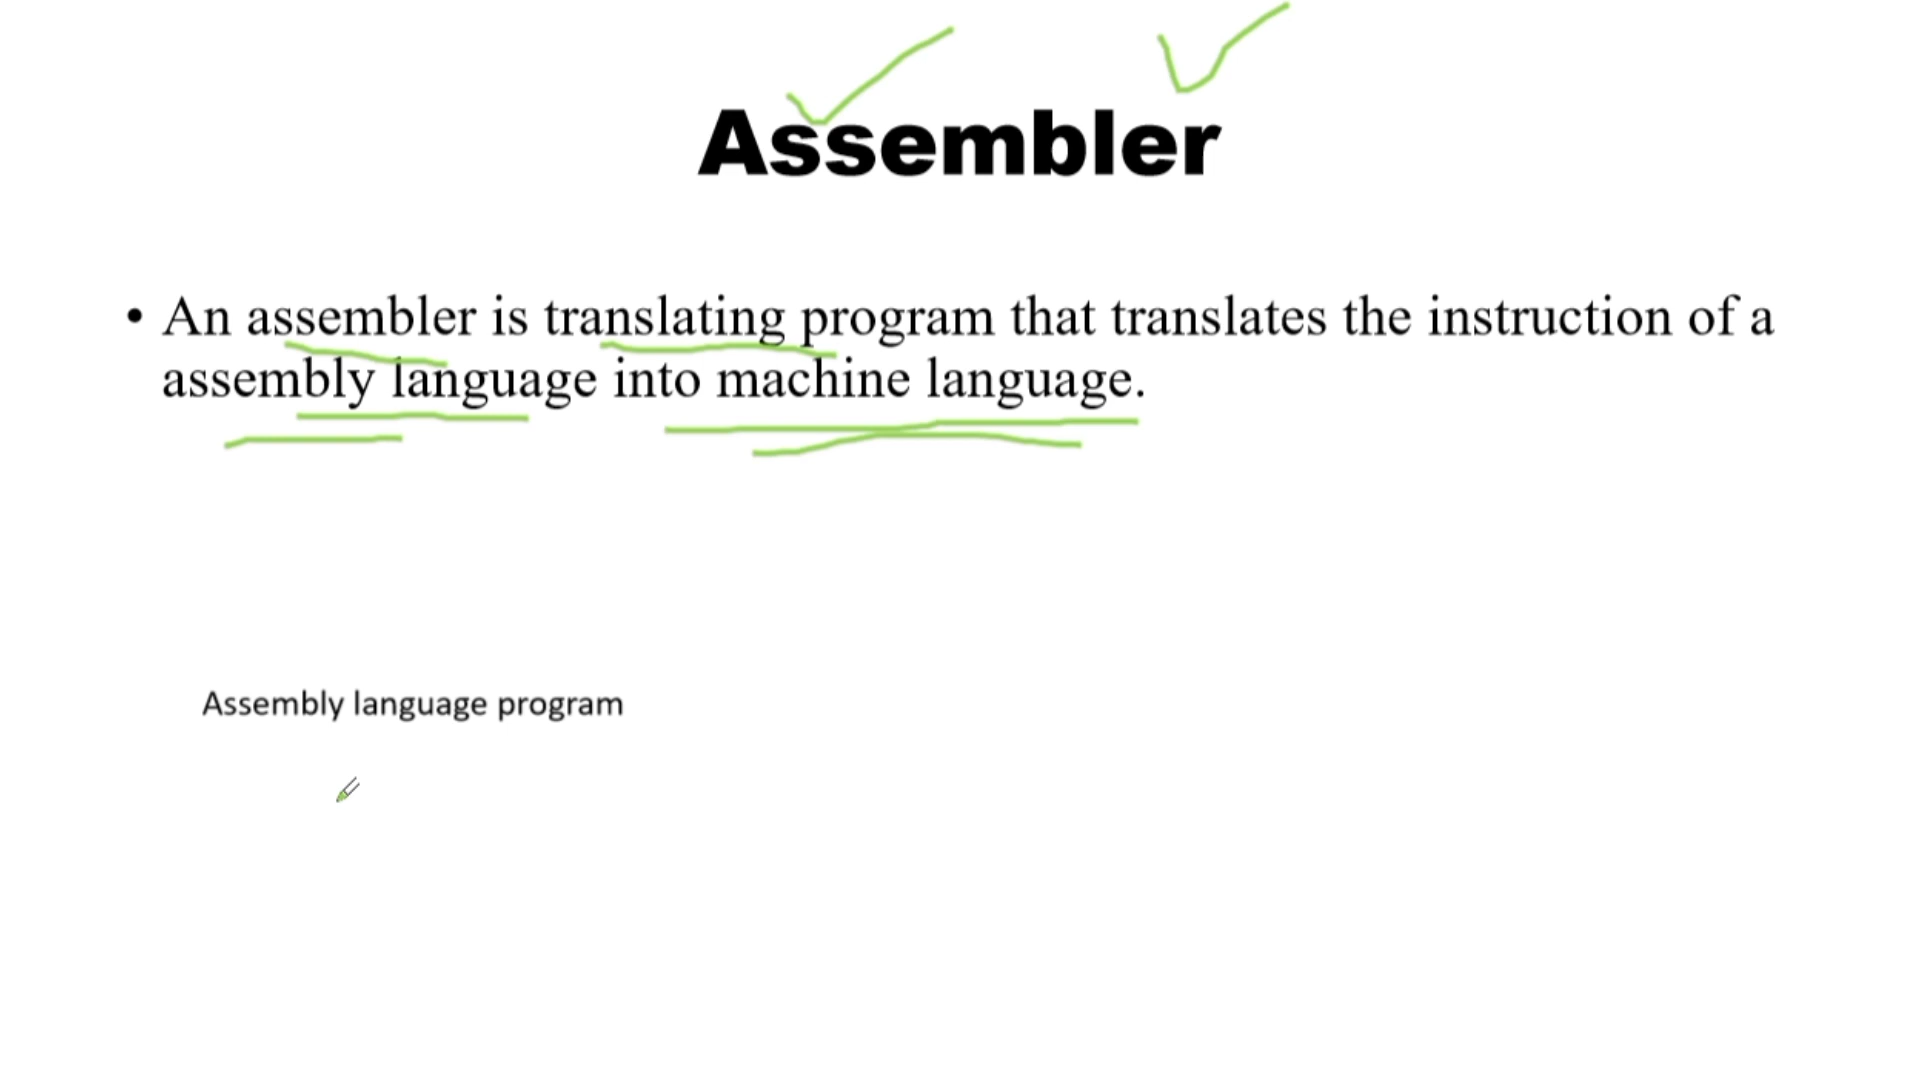 Assembler
• An assembler is translating program that translates the instruction of a
assembly language into machine language.
Assembly language program